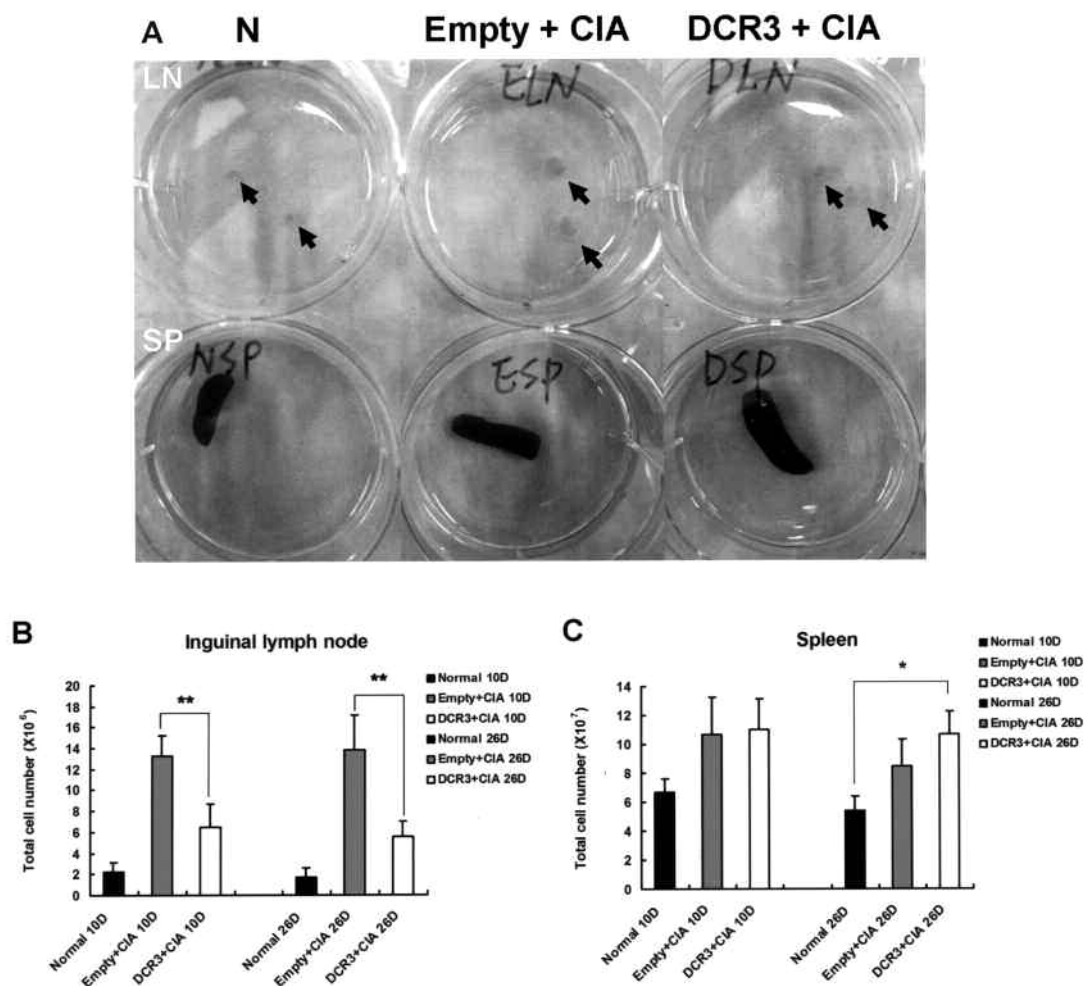 A
N
Empty + CIA
DCR3 + CIA
LN
ELN
DLN
SP
NSP
ESP
DSP
B
Inguinal lymph node
Total cell number (X10⁶)
20
18
16
14
12
10
8
6
4
2
0
**
**
Normal 10D
Empty+CIA 10D
DCR3+CIA 10D
Normal 26D
Empty+CIA 26D
DCR3+CIA 26D
Normal 10D
Empty+CIA 10D
DCR3+CIA 10D
Normal 26D
Empty+CIA 26D
DCR3+CIA 26D
C
Spleen
Total cell number (X10⁷)
14
12
10
8
6
4
2
0
*
Normal 10D
Empty+CIA 10D
DCR3+CIA 10D
Normal 26D
Empty+CIA 26D
DCR3+CIA 26D
Normal 10D
Empty+CIA 10D
DCR3+CIA 10D
Normal 26D
Empty+CIA 26D
DCR3+CIA 26D